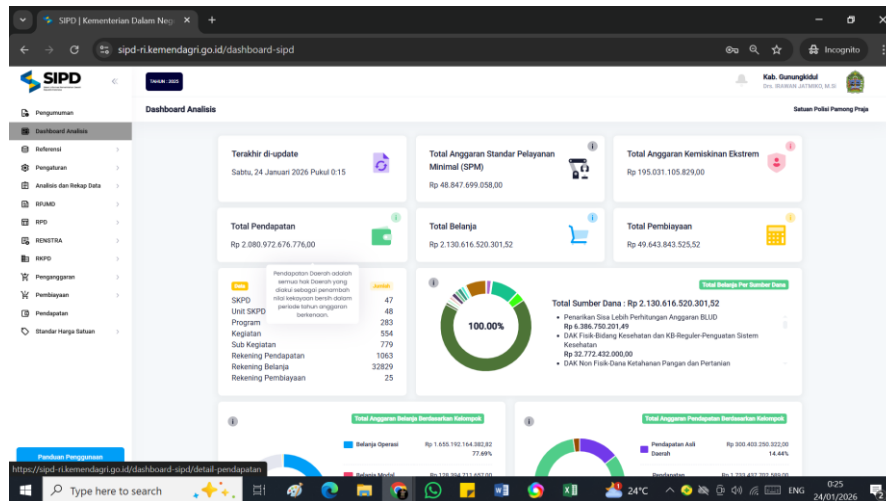 SIPD | Kementerian Dalam Neg
sipd-ri.kemendagri.go.id/dashboard-sipd
Incognito
SIPD
TAHUN : 2025
Kab. Gunungkidul
Drs. IRAWAN JATMIKO, M.Si
Pengumuman
Dashboard Analisis
Satuan Polisi Pamong Praja
Dashboard Analisis
Referensi
Pengaturan
Analisis dan Rekap Data
RPJMD
RPD
RENSTRA
RKPD
Penganggaran
Pembiayaan
Pendapatan
Standar Harga Satuan
Panduan Penggunaan
Terakhir di-update
Sabtu, 24 Januari 2026 Pukul 0:15
Total Anggaran Standar Pelayanan
Minimal (SPM)
Rp 48.847.699.058,00
Total Anggaran Kemiskinan Ekstrem
Rp 195.031.105.829,00
Total Pendapatan
Rp 2.080.972.676.776,00
Total Belanja
Rp 2.130.616.520.301,52
Total Pembiayaan
Rp 49.643.843.525,52
Pendapatan Daerah adalah
semua hak Daerah yang
diakui sebagai penambah
nilai kekayaan bersih dalam
periode tahun anggaran
berkenaan.
Data Jumlah
SKPD 47
Unit SKPD 48
Program 283
Kegiatan 554
Sub Kegiatan 779
Rekening Pendapatan 1063
Rekening Belanja 32829
Rekening Pembiayaan 25
100.00%
Total Belanja Per Sumber Dana
Total Sumber Dana : Rp 2.130.616.520.301,52
• Penarikan Sisa Lebih Perhitungan Anggaran BLUD
Rp 6.386.750.201,49
• DAK Fisik-Bidang Kesehatan dan KB-Reguler-Penguatan Sistem
Kesehatan
Rp 32.772.432.000,00
• DAK Non Fisik-Dana Ketahanan Pangan dan Pertanian
Total Anggaran Belanja Berdasarkan Kelompok
Belanja Operasi Rp 1.655.192.164.382,82
77.69%
Belanja Modal
Total Anggaran Pendapatan Berdasarkan Kelompok
Pendapatan Asli Rp 300.403.250.322,00
Daerah 14.44%
Pendapatan
https://sipd-ri.kemendagri.go.id/dashboard-sipd/detail-pendapatan
Type here to search
24°C
ENG
0:25
24/01/2026